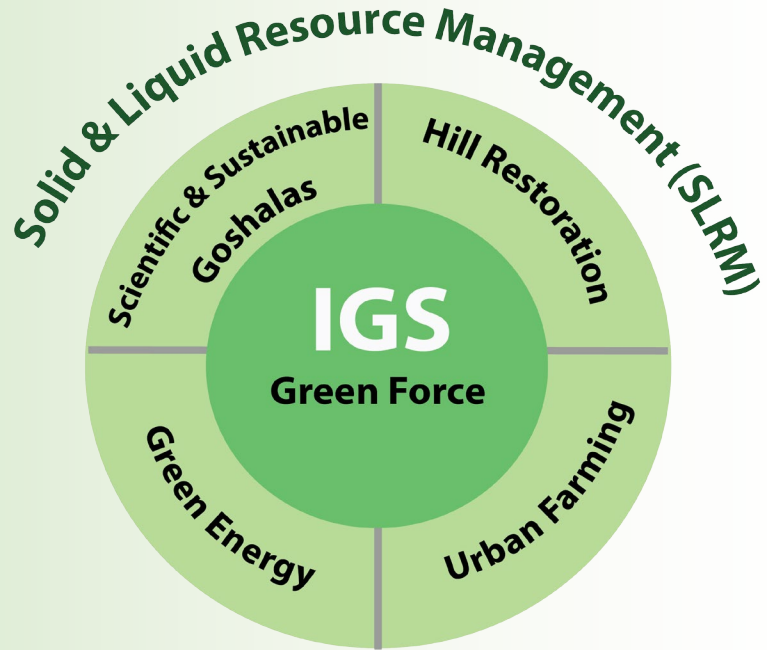 Solid & Liquid Resource Management (SLRM)
Scientific & Sustainable
Goshalas
Hill Restoration
IGS
Green Force
Green Energy
Urban Farming